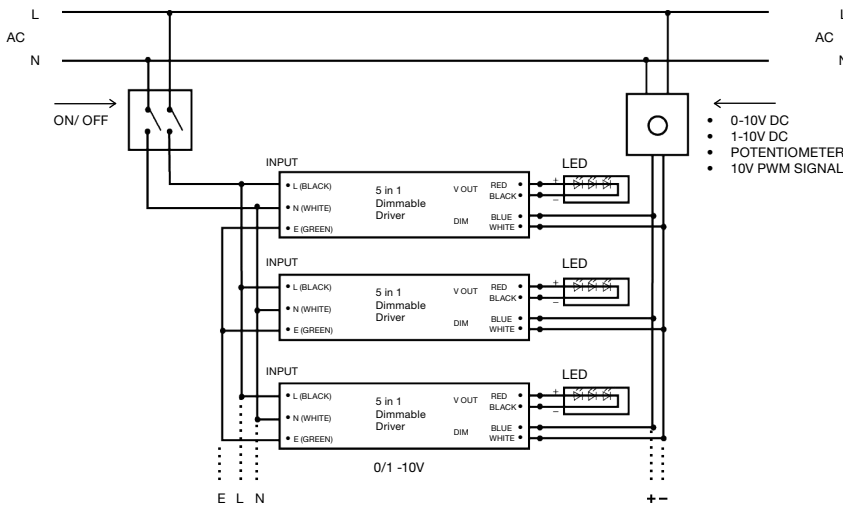 L
AC
N
ON/ OFF
L
AC
N
• 0-10V DC
• 1-10V DC
• POTENTIOMETER
• 10V PWM SIGNAL
INPUT
• L (BLACK)
• N (WHITE)
• E (GREEN)
5 in 1
Dimmable
Driver
V OUT
DIM
RED •
BLACK •
BLUE •
WHITE •
LED
+
–
INPUT
• L (BLACK)
• N (WHITE)
• E (GREEN)
5 in 1
Dimmable
Driver
V OUT
DIM
RED •
BLACK •
BLUE •
WHITE •
LED
+
–
INPUT
• L (BLACK)
• N (WHITE)
• E (GREEN)
5 in 1
Dimmable
Driver
V OUT
DIM
RED •
BLACK •
BLUE •
WHITE •
LED
+
–
0/1 -10V
E L N
+ –